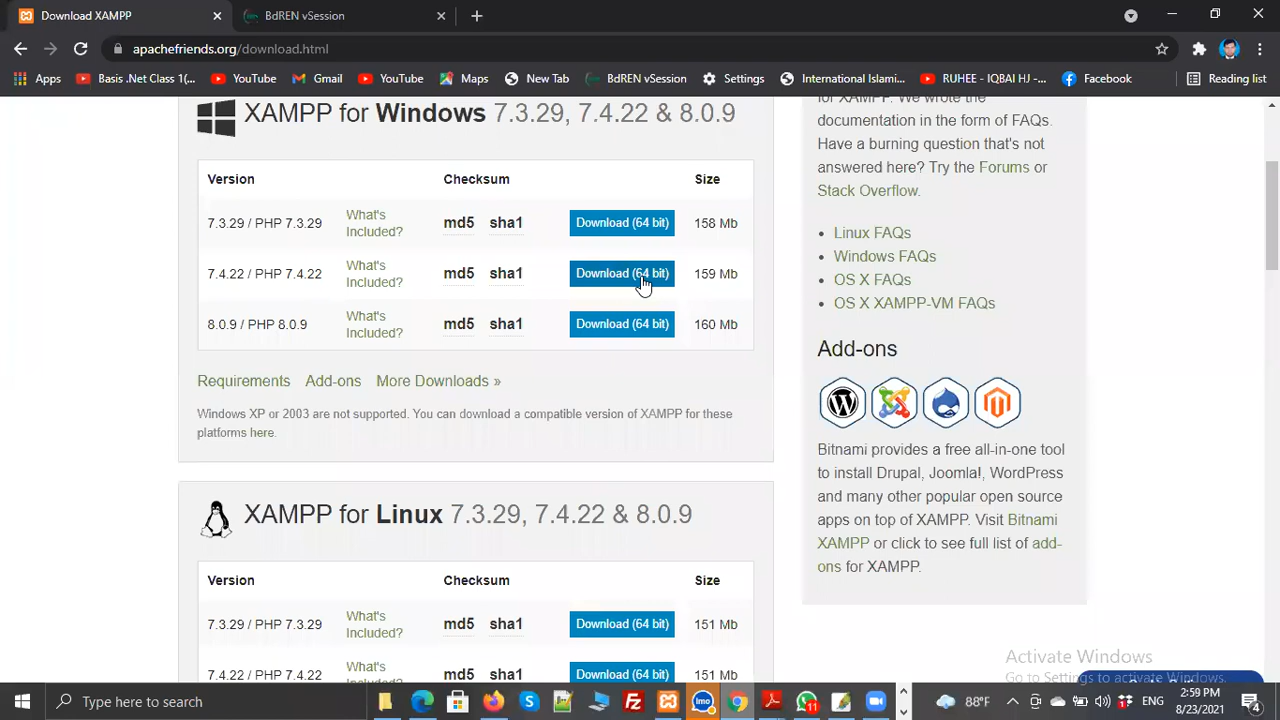 Download XAMPP
BdREN vSession
apachefriends.org/download.html
Apps
Basis .Net Class 1(...
YouTube
Gmail
YouTube
Maps
New Tab
BdREN vSession
Settings
International Islami...
RUHEE - IQBAl HJ -...
Facebook
Reading list
XAMPP for Windows 7.3.29, 7.4.22 & 8.0.9
Version Checksum Size
7.3.29 / PHP 7.3.29 What's Included? md5 sha1 Download (64 bit) 158 Mb
7.4.22 / PHP 7.4.22 What's Included? md5 sha1 Download (64 bit) 159 Mb
8.0.9 / PHP 8.0.9 What's Included? md5 sha1 Download (64 bit) 160 Mb
Requirements Add-ons More Downloads »
Windows XP or 2003 are not supported. You can download a compatible version of XAMPP for these
platforms here.
XAMPP for Linux 7.3.29, 7.4.22 & 8.0.9
Version Checksum Size
7.3.29 / PHP 7.3.29 What's Included? md5 sha1 Download (64 bit) 151 Mb
7.4.22 / PHP 7.4.22 What's md5 sha1 Download (64 bit) 151 Mb
for XAMPP. We wrote the
documentation in the form of FAQs.
Have a burning question that's not
answered here? Try the Forums or
Stack Overflow.
Linux FAQs
Windows FAQs
OS X FAQs
OS X XAMPP-VM FAQs
Add-ons
Bitnami provides a free all-in-one tool
to install Drupal, Joomla!, WordPress
and many other popular open source
apps on top of XAMPP. Visit Bitnami
XAMPP or click to see full list of add-
ons for XAMPP.
Activate Windows
Go to Settings to activate Windows.
Type here to search
imo
11
88°F
ENG
2:59 PM
8/23/2021
4